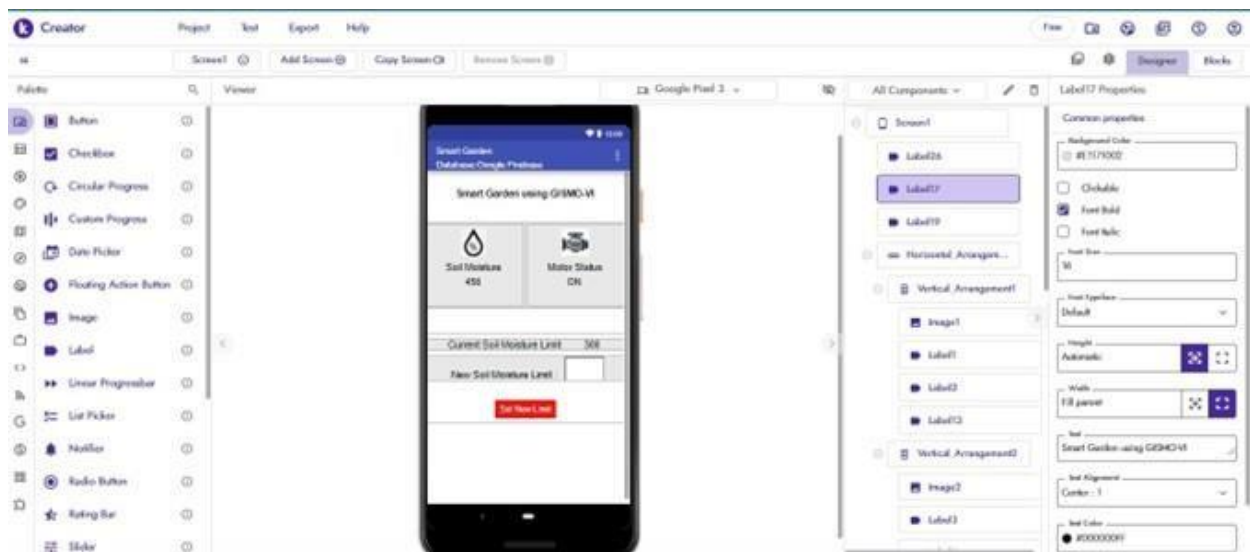 Creator
Project Test Export Help
Free
Screen1 Add Screen Copy Screen Remove Screen
Designer Blocks
Palette
Viewer
Google Pixel 3
All Components
Label17 Properties
Button
Checkbox
Circular Progress
Custom Progress
Date Picker
Floating Action Button
Image
Label
Linear Progressbar
List Picker
Notifier
Radio Button
Rating Bar
Slider
Smart Garden
Database:Google Firebase
Smart Garden using GISMO-VI
Soil Moisture
456
Motor Status
ON
Current Soil Moisture Limit 300
New Soil Moisture Limit
Set New Limit
Screen1
Label26
Label17
Label19
Horizontal_Arrangem...
Vertical_Arrangement1
Image1
Label1
Label2
Label13
Vertical_Arrangement2
Image2
Label3
Common properties
Background Color
Clickable
Font Bold
Font Italic
Font Size
16
Font Typeface
Default
Height
Automatic
Width
Fill parent
Text
Smart Garden using GISMO-VI
Text Alignment
Center : 1
Text Color
#000000FF